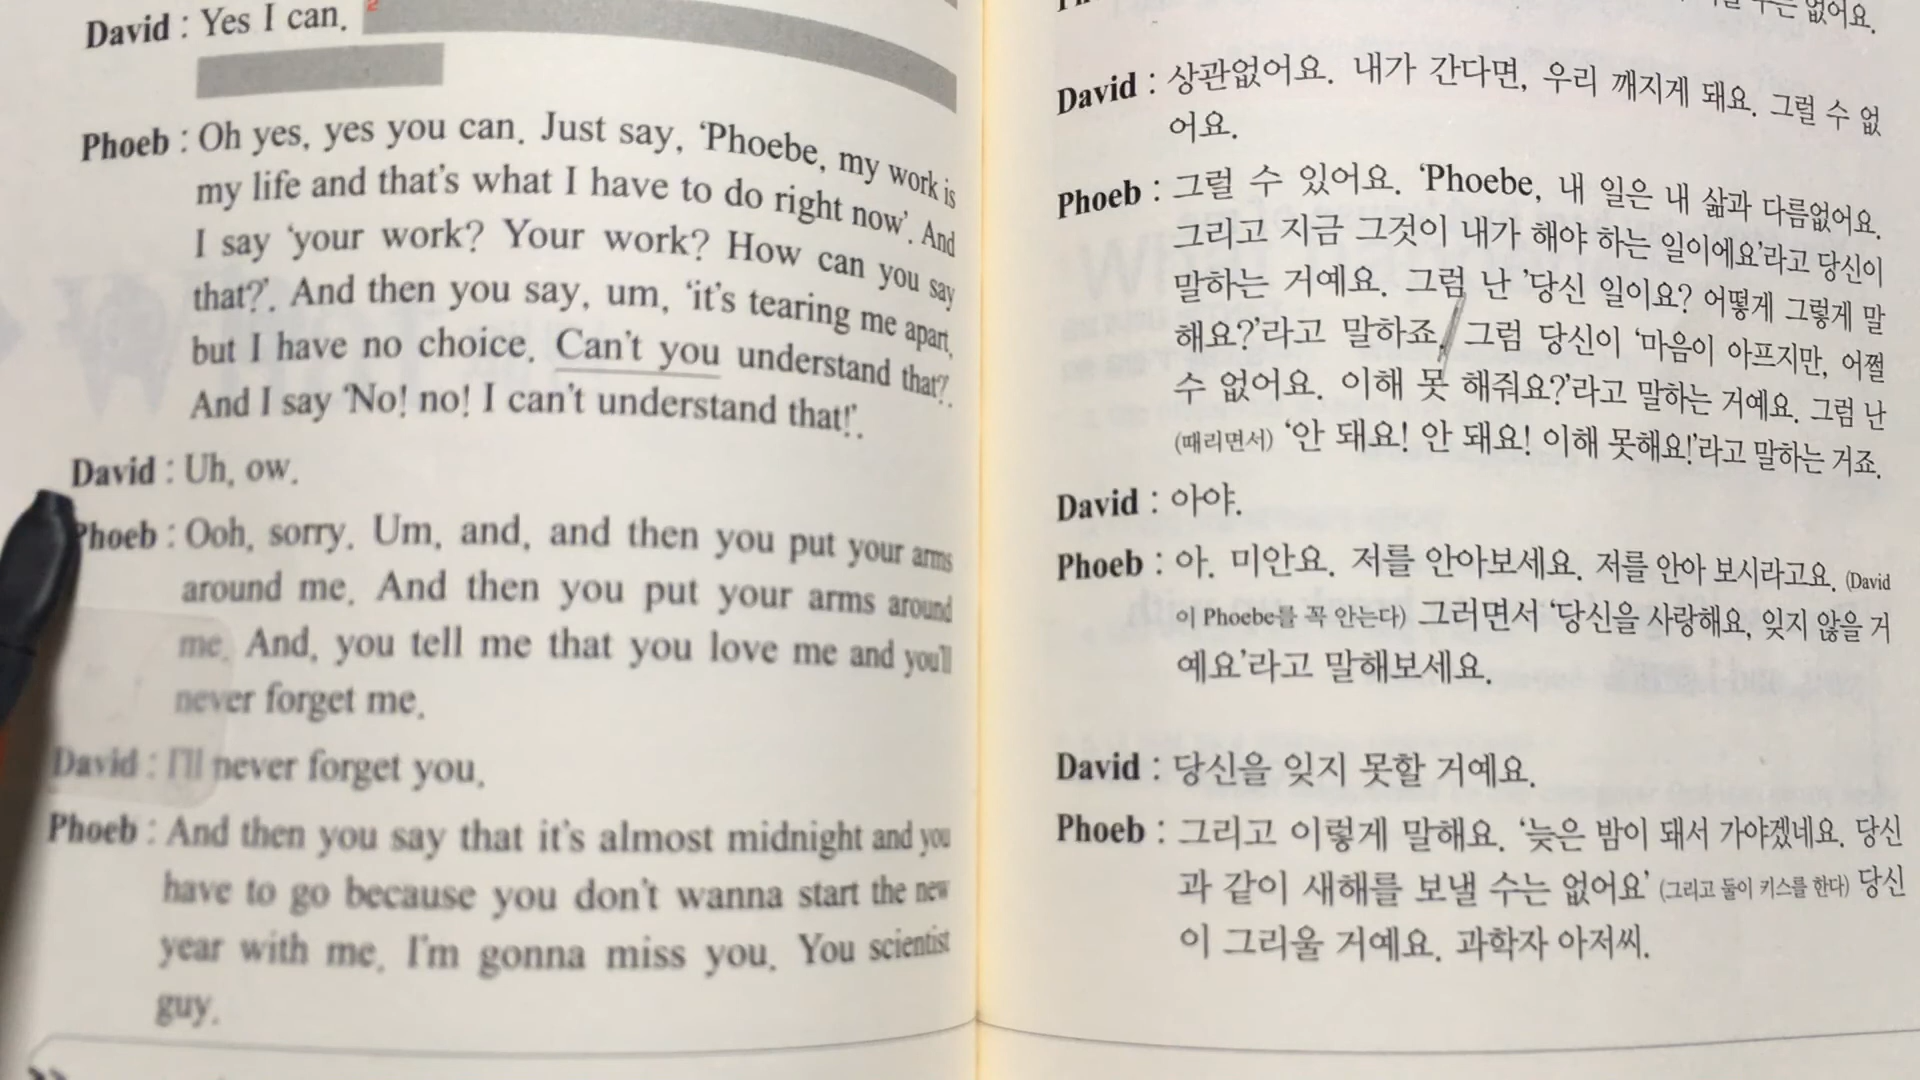 David : Yes I can.
Phoeb : Oh yes, yes you can. Just say, ‘Phoebe, my work is
my life and that’s what I have to do right now’. And
I say ‘your work? Your work? How can you say
that?’. And then you say, um, ‘it’s tearing me apart,
but I have no choice. Can’t you understand that?’.
And I say ‘No! no! I can’t understand that!’.
David : Uh, ow.
Phoeb : Ooh, sorry. Um, and, and then you put your arms
around me. And then you put your arms around
me. And, you tell me that you love me and you’ll
never forget me.
David : I’ll never forget you.
Phoeb : And then you say that it’s almost midnight and you
have to go because you don’t wanna start the new
year with me. I’m gonna miss you. You scientist
guy.
수는 없어요.
David : 상관없어요. 내가 간다면, 우리 깨지게 돼요. 그럴 수 없
어요.
Phoeb : 그럴 수 있어요. ‘Phoebe, 내 일은 내 삶과 다름없어요.
그리고 지금 그것이 내가 해야 하는 일이에요’라고 당신이
말하는 거예요. 그럼 난 ’당신 일이요? 어떻게 그렇게 말
해요?’라고 말하죠. 그럼 당신이 ‘마음이 아프지만, 어쩔
수 없어요. 이해 못 해줘요?’라고 말하는 거예요. 그럼 난
(때리면서) ‘안 돼요! 안 돼요! 이해 못해요!’라고 말하는 거죠.
David : 아야.
Phoeb : 아. 미안요. 저를 안아보세요. 저를 안아 보시라고요. (David
이 Phoebe를 꼭 안는다) 그러면서 ‘당신을 사랑해요, 잊지 않을 거
예요’라고 말해보세요.
David : 당신을 잊지 못할 거예요.
Phoeb : 그리고 이렇게 말해요. ‘늦은 밤이 돼서 가야겠네요. 당신
과 같이 새해를 보낼 수는 없어요’ (그리고 둘이 키스를 한다) 당신
이 그리울 거예요. 과학자 아저씨.